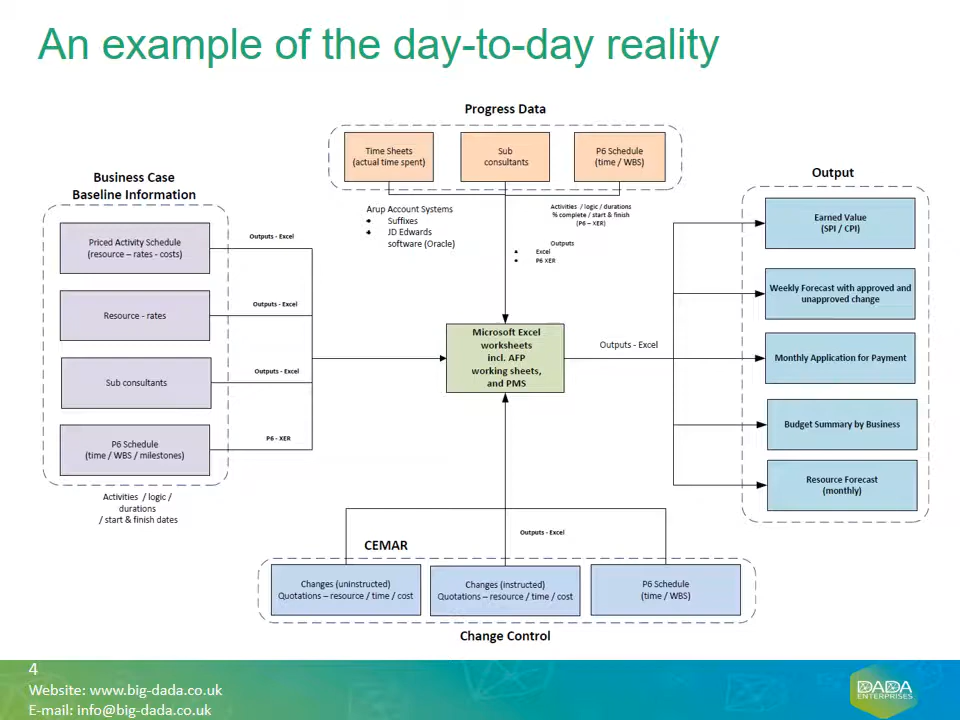 An example of the day-to-day reality
Progress Data
Time Sheets
(actual time spent)
Sub
consultants
P6 Schedule
(time / WBS)
Business Case
Baseline Information
Priced Activity Schedule
(resource – rates - costs)
Resource - rates
Sub consultants
P6 Schedule
(time / WBS / milestones)
Activities / logic /
durations
/ start & finish dates
Outputs - Excel
Outputs - Excel
Outputs - Excel
P6 - XER
Arup Account Systems
Suffixes
JD Edwards
software (Oracle)
Activities / logic / durations
% complete / start & finish
(P6 – XER)
Outputs
Excel
P6 XER
Microsoft Excel
worksheets
incl. AFP
working sheets,
and PMS
Outputs - Excel
Output
Earned Value
(SPI / CPI)
Weekly Forecast with approved and
unapproved change
Monthly Application for Payment
Budget Summary by Business
Resource Forecast
(monthly)
Outputs - Excel
CEMAR
Changes (uninstructed)
Quotations – resource / time / cost
Changes (instructed)
Quotations – resource / time / cost
P6 Schedule
(time / WBS)
Change Control
4
Website: www.big-dada.co.uk
E-mail: info@big-dada.co.uk
DADA
ENTERPRISES